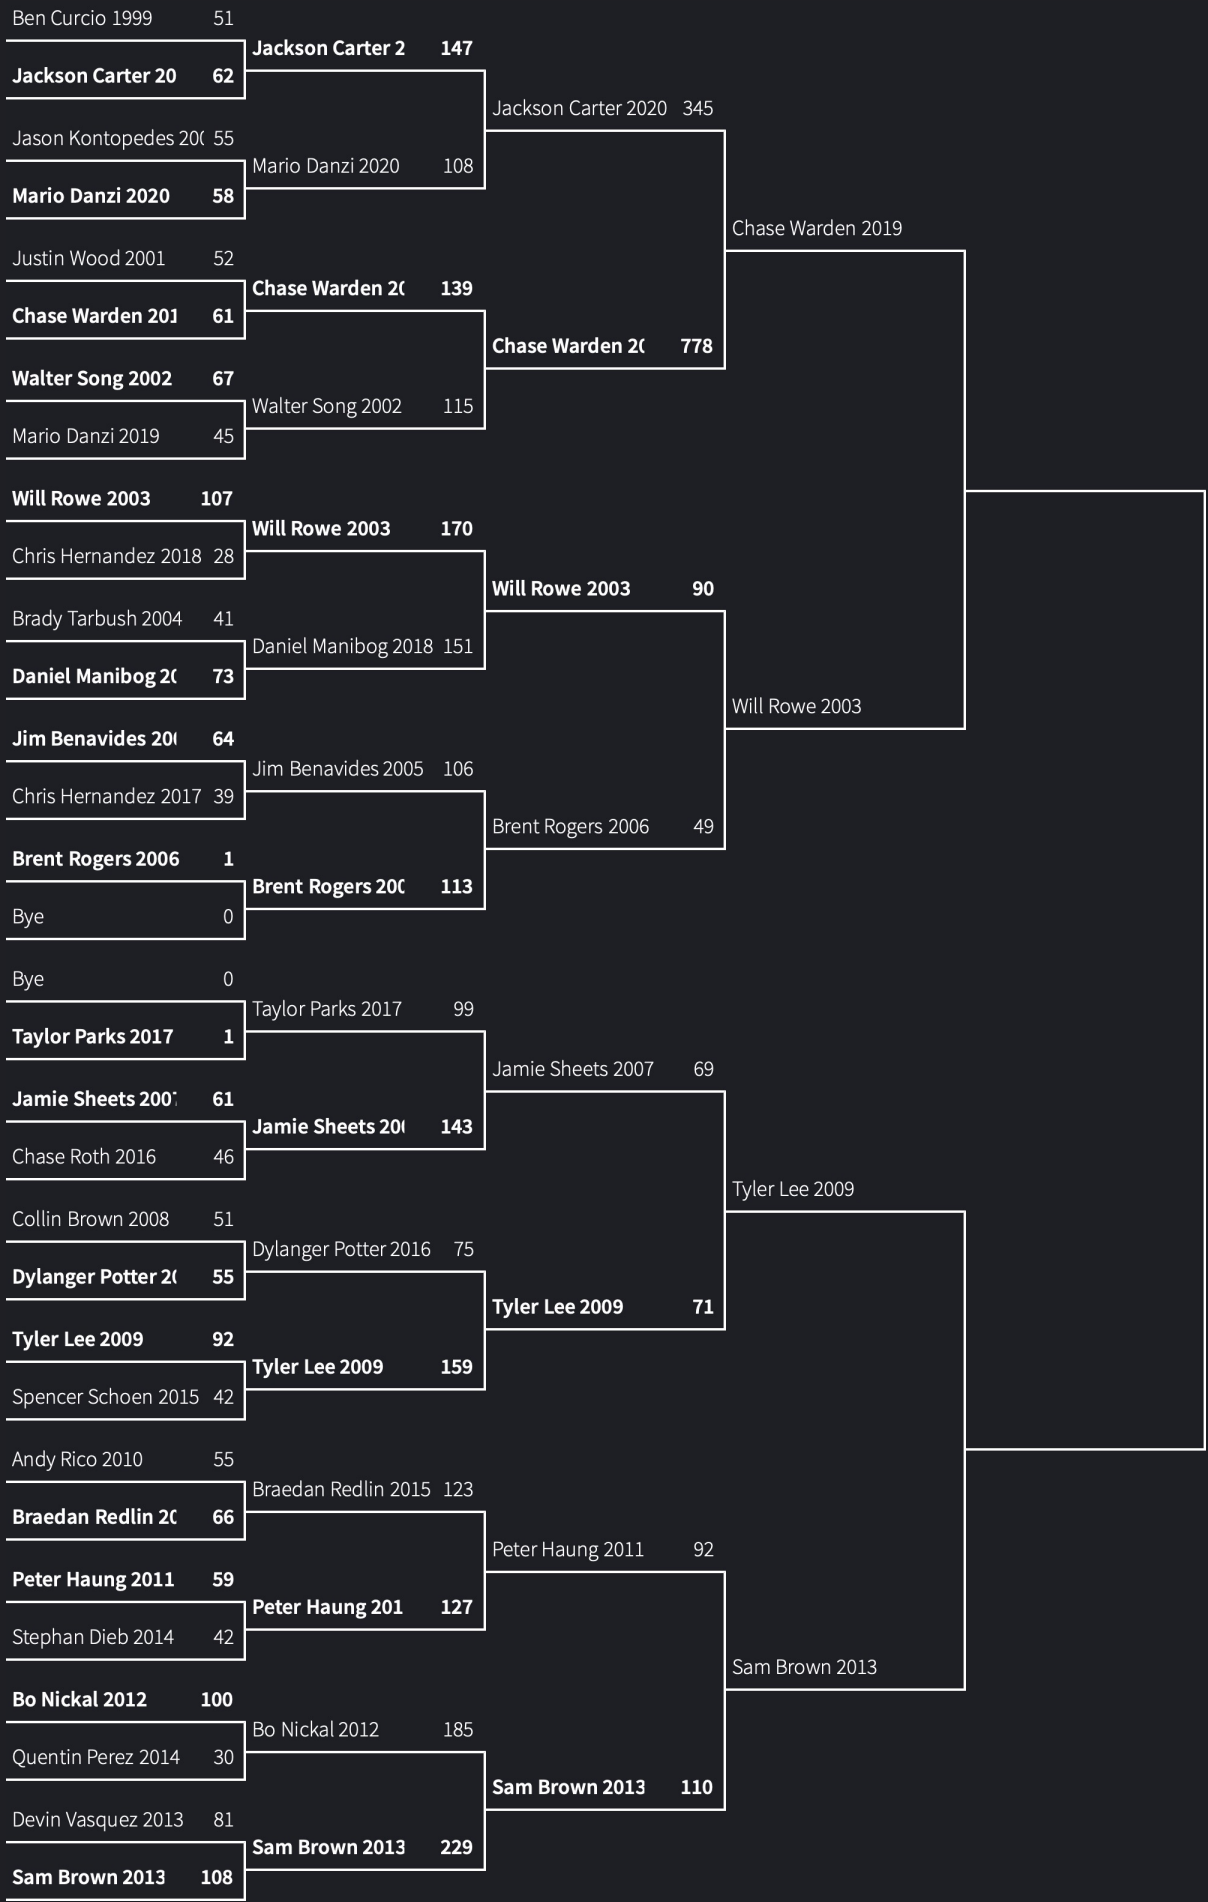 Ben Curcio 1999 51
Jackson Carter 20 62
Jason Kontopedes 200 55
Mario Danzi 2020 58
Justin Wood 2001 52
Chase Warden 201 61
Walter Song 2002 67
Mario Danzi 2019 45
Will Rowe 2003 107
Chris Hernandez 2018 28
Brady Tarbush 2004 41
Daniel Manibog 20 73
Jim Benavides 200 64
Chris Hernandez 2017 39
Brent Rogers 2006 1
Bye 0
Bye 0
Taylor Parks 2017 1
Jamie Sheets 2007 61
Chase Roth 2016 46
Collin Brown 2008 51
Dylanger Potter 20 55
Tyler Lee 2009 92
Spencer Schoen 2015 42
Andy Rico 2010 55
Braedan Redlin 20 66
Peter Haung 2011 59
Stephan Dieb 2014 42
Bo Nickal 2012 100
Quentin Perez 2014 30
Devin Vasquez 2013 81
Sam Brown 2013 108
Jackson Carter 2 147
Mario Danzi 2020 108
Chase Warden 20 139
Walter Song 2002 115
Will Rowe 2003 170
Daniel Manibog 2018 151
Jim Benavides 2005 106
Brent Rogers 200 113
Taylor Parks 2017 99
Jamie Sheets 200 143
Dylanger Potter 2016 75
Tyler Lee 2009 159
Braedan Redlin 2015 123
Peter Haung 201 127
Bo Nickal 2012 185
Sam Brown 2013 229
Jackson Carter 2020 345
Chase Warden 20 778
Will Rowe 2003 90
Brent Rogers 2006 49
Jamie Sheets 2007 69
Tyler Lee 2009 71
Peter Haung 2011 92
Sam Brown 2013 110
Chase Warden 2019
Will Rowe 2003
Tyler Lee 2009
Sam Brown 2013